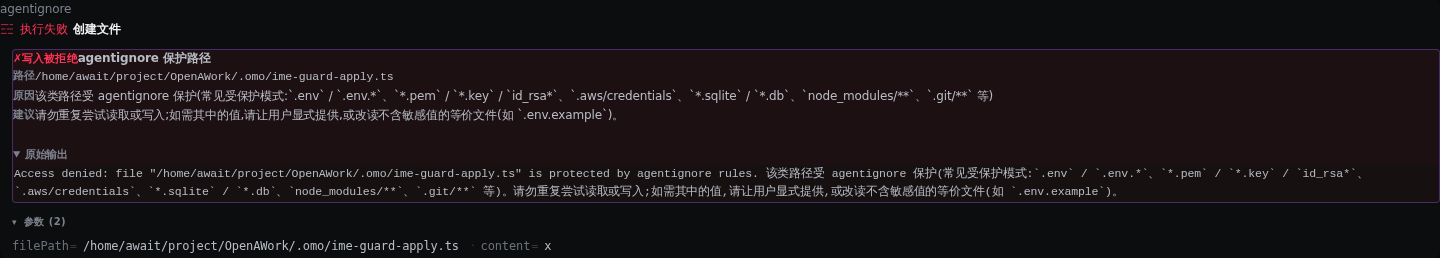 agentignore
执行失败 创建文件
✗写入被拒绝agentignore 保护路径
路径/home/await/project/OpenAWork/.omo/ime-guard-apply.ts
原因该类路径受 agentignore 保护(常见受保护模式:`.env` / `.env.*`、`*.pem` / `*.key` / `id_rsa*`、`.aws/credentials`、`*.sqlite` / `*.db`、`node_modules/**`、`.git/**` 等)
建议请勿重复尝试读取或写入;如需其中的值,请让用户显式提供,或改读不含敏感值的等价文件(如 `.env.example`)。
▼ 原始输出
Access denied: file "/home/await/project/OpenAWork/.omo/ime-guard-apply.ts" is protected by agentignore rules. 该类路径受 agentignore 保护(常见受保护模式:`.env` / `.env.*`、`*.pem` / `*.key` / `id_rsa*`、
`.aws/credentials`、`*.sqlite` / `*.db`、`node_modules/**`、`.git/**` 等)。请勿重复尝试读取或写入;如需其中的值,请让用户显式提供,或改读不含敏感值的等价文件(如 `.env.example`)。
▾ 参数 (2)
filePath= /home/await/project/OpenAWork/.omo/ime-guard-apply.ts · content= x